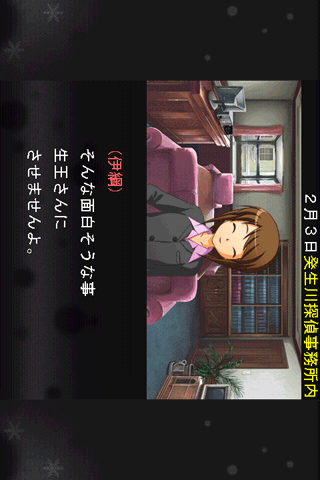 2月3日癸生川探偵事務所内
(伊綱)
そんな面白そうな事
生王さんに
させませんよ。